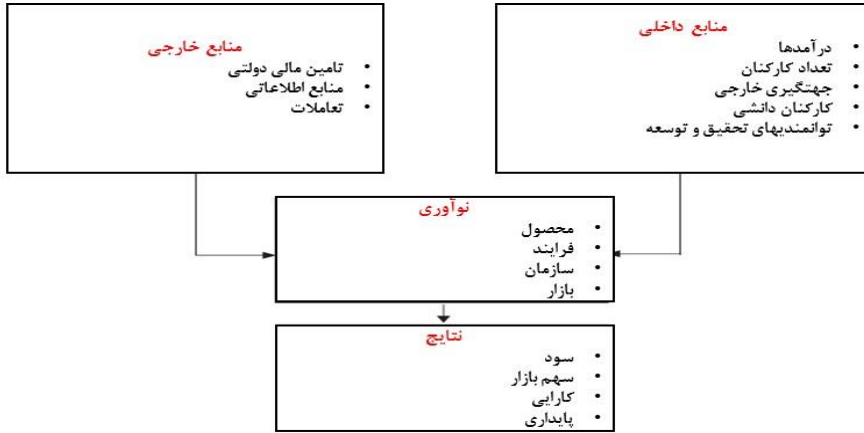 منابع داخلی
درآمدها
تعداد کارکنان
جهتگیری خارجی
کارکنان دانشی
توانمندیهای تحقیق و توسعه
منابع خارجی
تامین مالی دولتی
منابع اطلاعاتی
تعاملات
نوآوری
محصول
فرایند
سازمان
بازار
نتایج
سود
سهم بازار
کارایی
پایداری